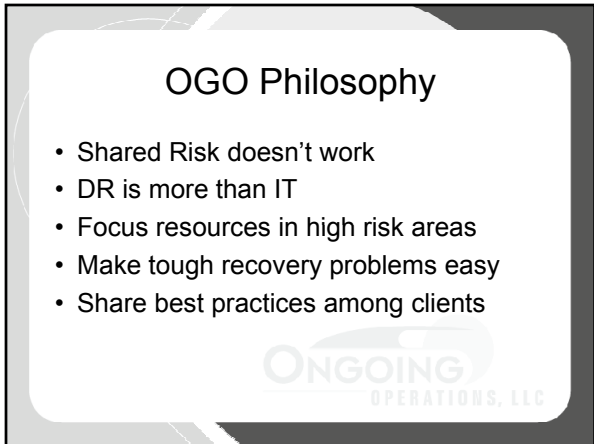 OGO Philosophy
• Shared Risk doesn’t work
• DR is more than IT
• Focus resources in high risk areas
• Make tough recovery problems easy
• Share best practices among clients
ONGOING
OPERATIONS, LLC